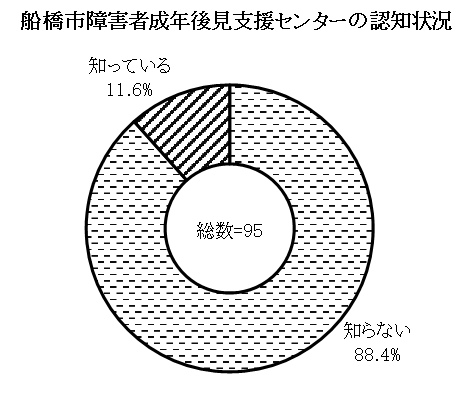 船橋市障害者成年後見支援センターの認知状況
知っている
11.6%
総数=95
知らない
88.4%